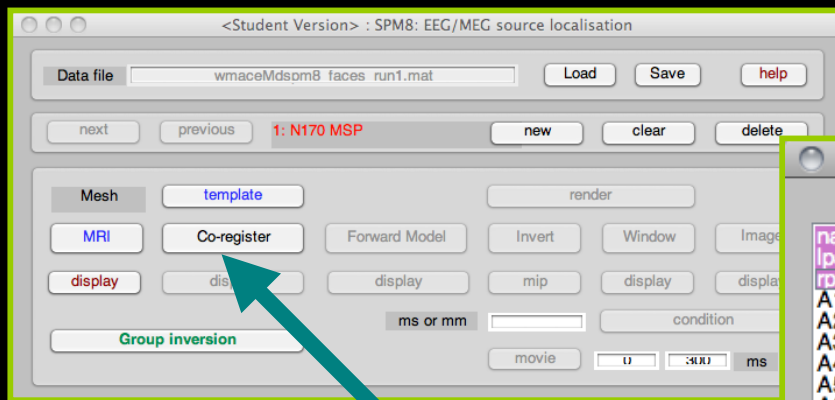 <Student Version> : SPM8: EEG/MEG source localisation
Data file wmaceMdspm8_faces_run1.mat Load Save help
next previous 1: N170 MSP new clear delete
Mesh template render
MRI Co-register Forward Model Invert Window Image
display display mip display
ms or mm condition
Group inversion
movie 0 300 ms